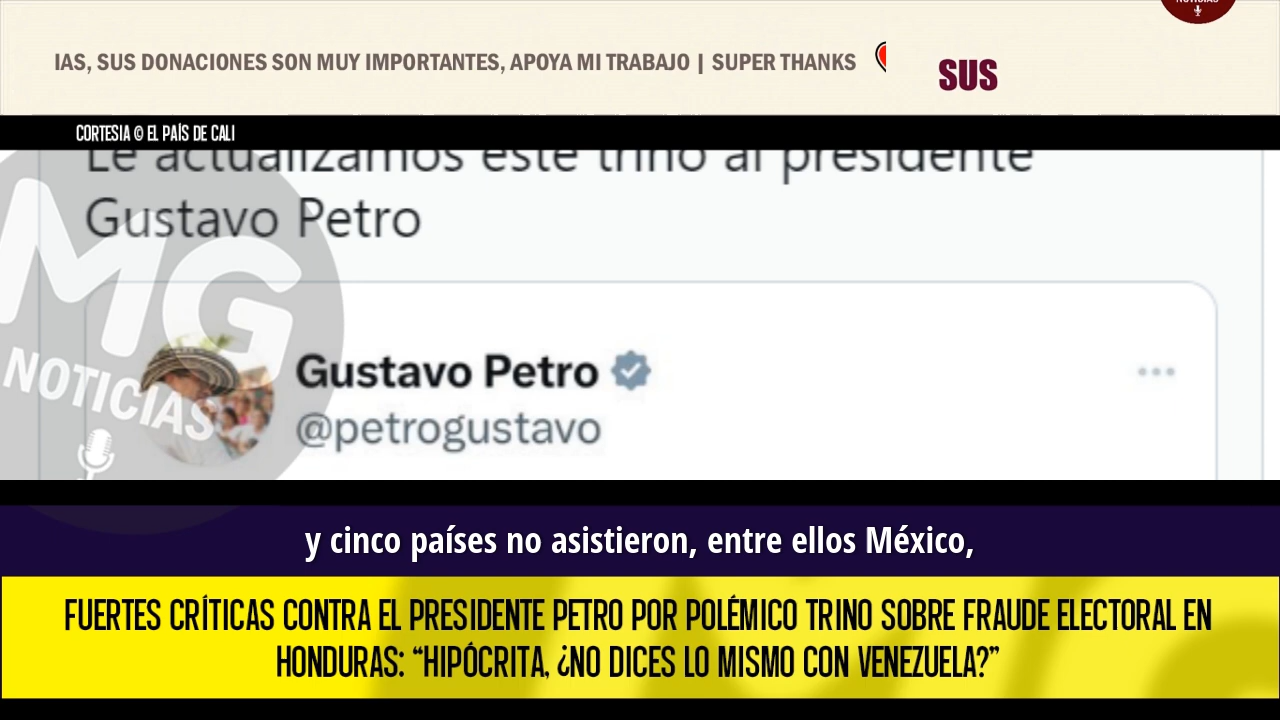 NOTICIAS
IAS, SUS DONACIONES SON MUY IMPORTANTES, APOYA MI TRABAJO | SUPER THANKS
SUS
CORTESIA © EL PAÍS DE CALI
Le actualizamos este trino al presidente
Gustavo Petro
MG
NOTICIAS
Gustavo Petro
@petrogustavo
y cinco países no asistieron, entre ellos México,
FUERTES CRÍTICAS CONTRA EL PRESIDENTE PETRO POR POLÉMICO TRINO SOBRE FRAUDE ELECTORAL EN
HONDURAS: “HIPÓCRITA, ¿NO DICES LO MISMO CON VENEZUELA?”